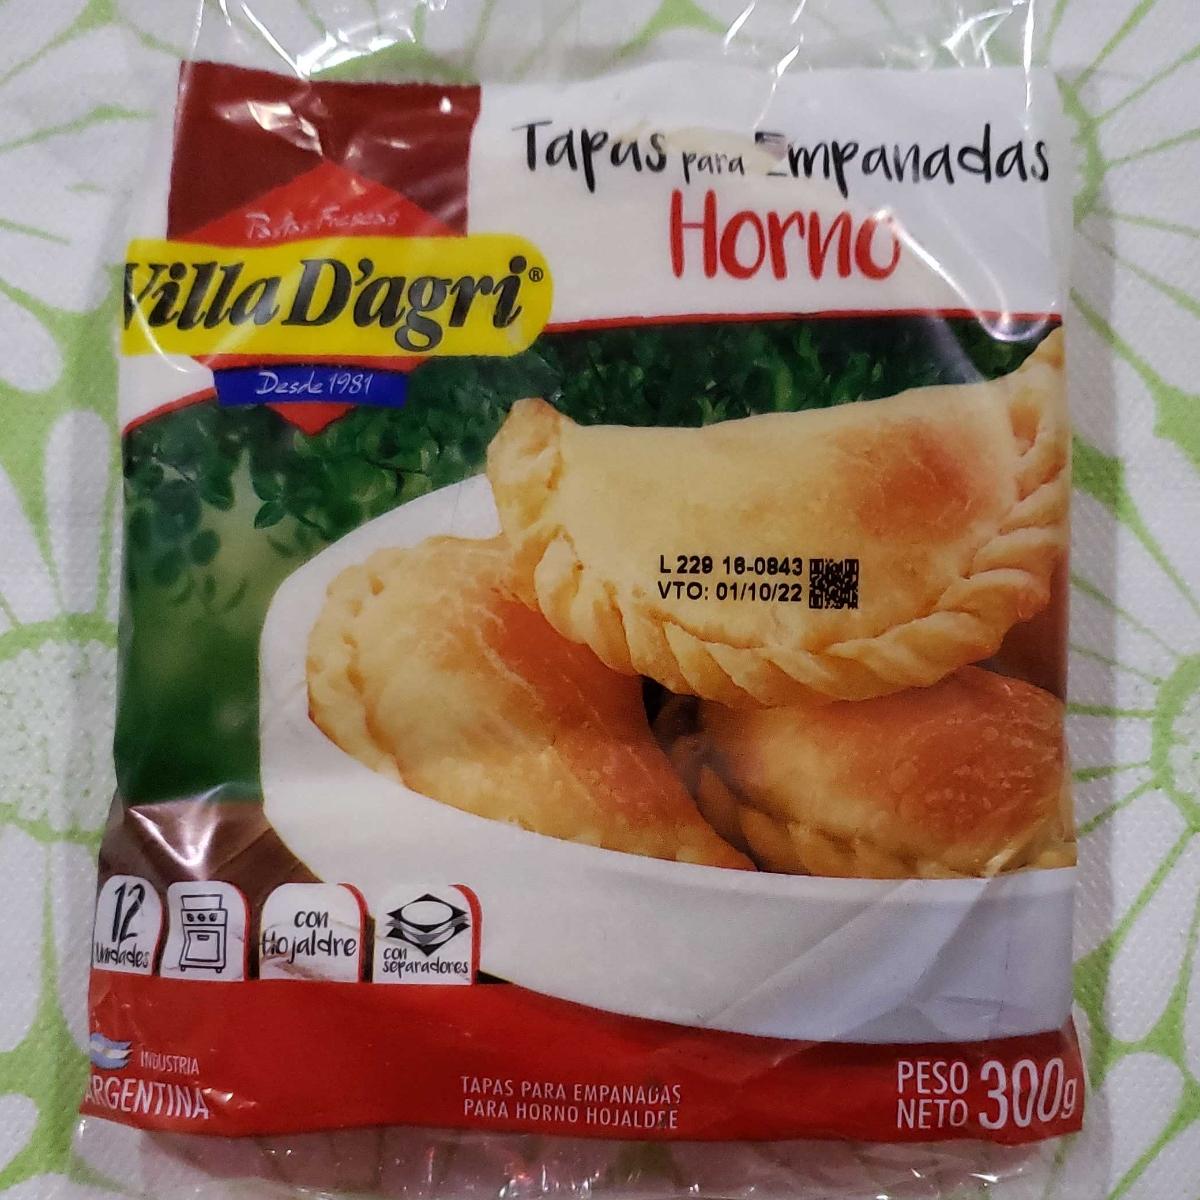 Tapas para Empanadas
Horno
Pastas Frescas
Villa D'agri®
Desde 1981
L 229 16-0843
VTO: 01/10/22
12
Unidades
con
Hojaldre
con
separadores
INDUSTRIA
ARGENTINA
TAPAS PARA EMPANADAS
PARA HORNO HOJALDRE
PESO
NETO 300g